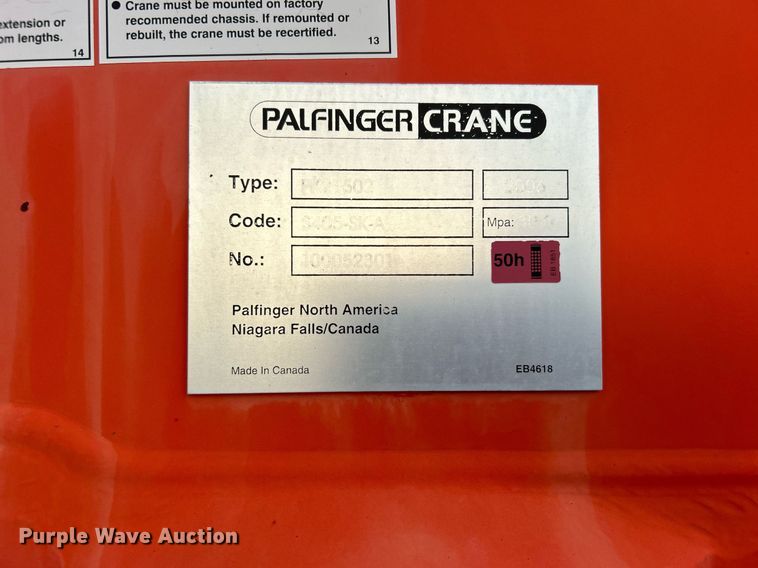 extension or
om lengths.
14
● Crane must be mounted on factory
recommended chassis. If remounted or
rebuilt, the crane must be recertified.
13
PALFINGER CRANE
Type:
Code:
Mpa:
No.:
50h
EB 1651
Palfinger North America
Niagara Falls/Canada
Made In Canada
EB4618
Purple Wave Auction